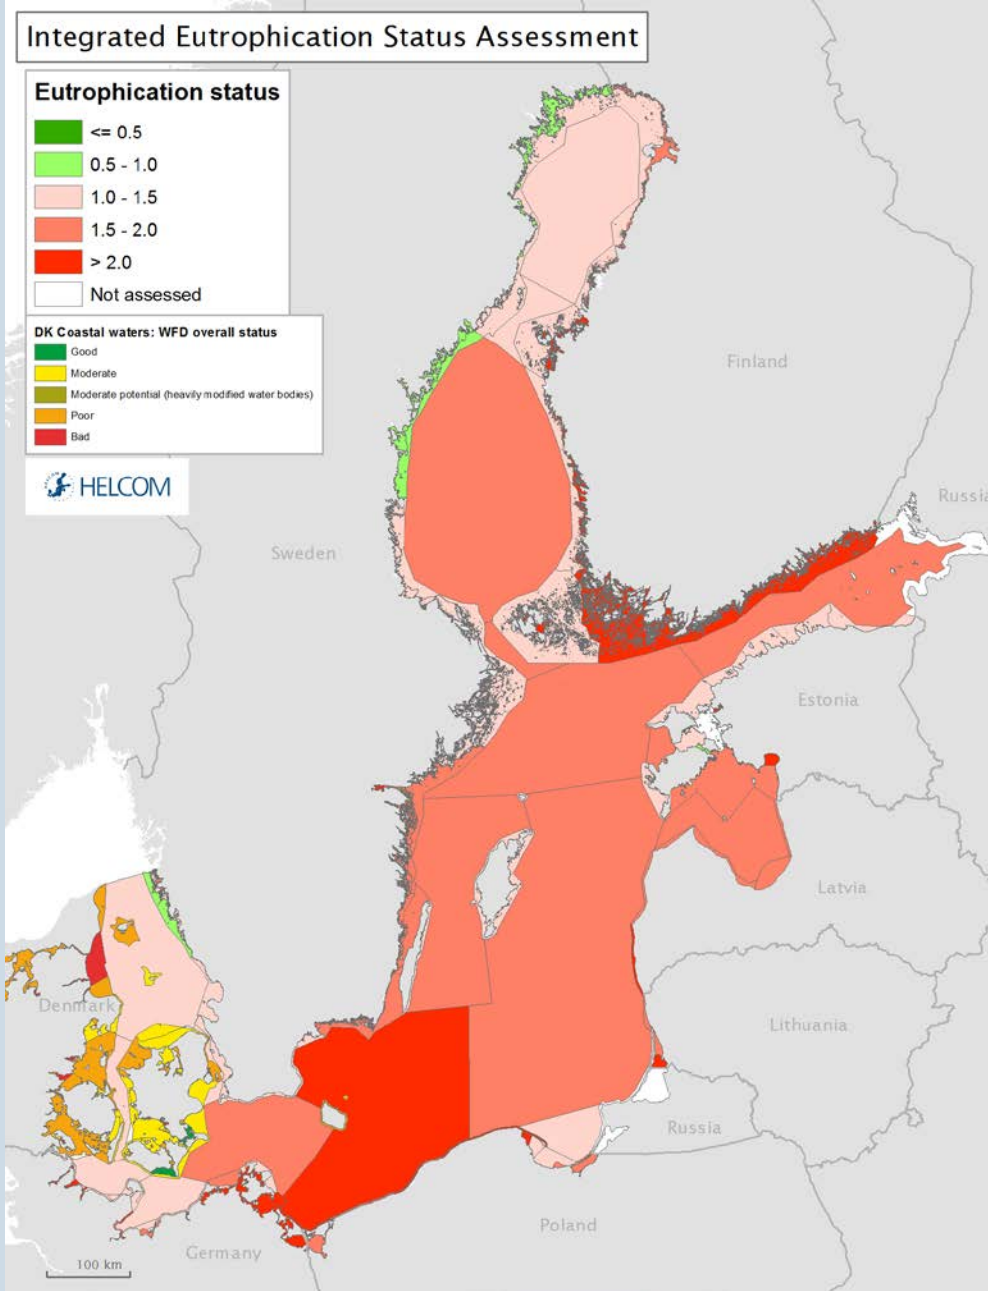 Integrated Eutrophication Status Assessment
Eutrophication status
<= 0.5
0.5 - 1.0
1.0 - 1.5
1.5 - 2.0
> 2.0
Not assessed
DK Coastal waters: WFD overall status
Good
Moderate
Moderate potential (heavily modified water bodies)
Poor
Bad
HELCOM
Finland
Russia
Sweden
Estonia
Latvia
Denmark
Lithuania
Russia
Poland
Germany
100 km